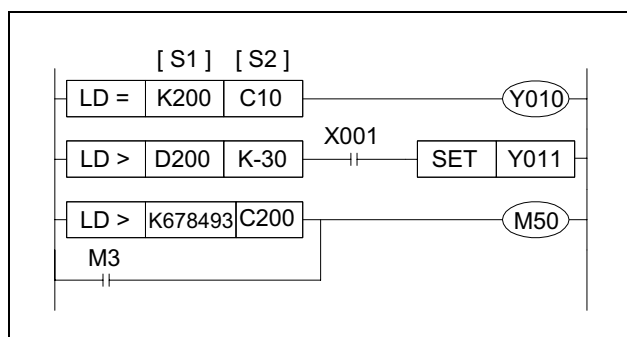 [ S1 ] [ S2 ]
LD = K200 C10 Y010
X001
LD > D200 K-30 SET Y011
LD > K678493 C200 M50
M3